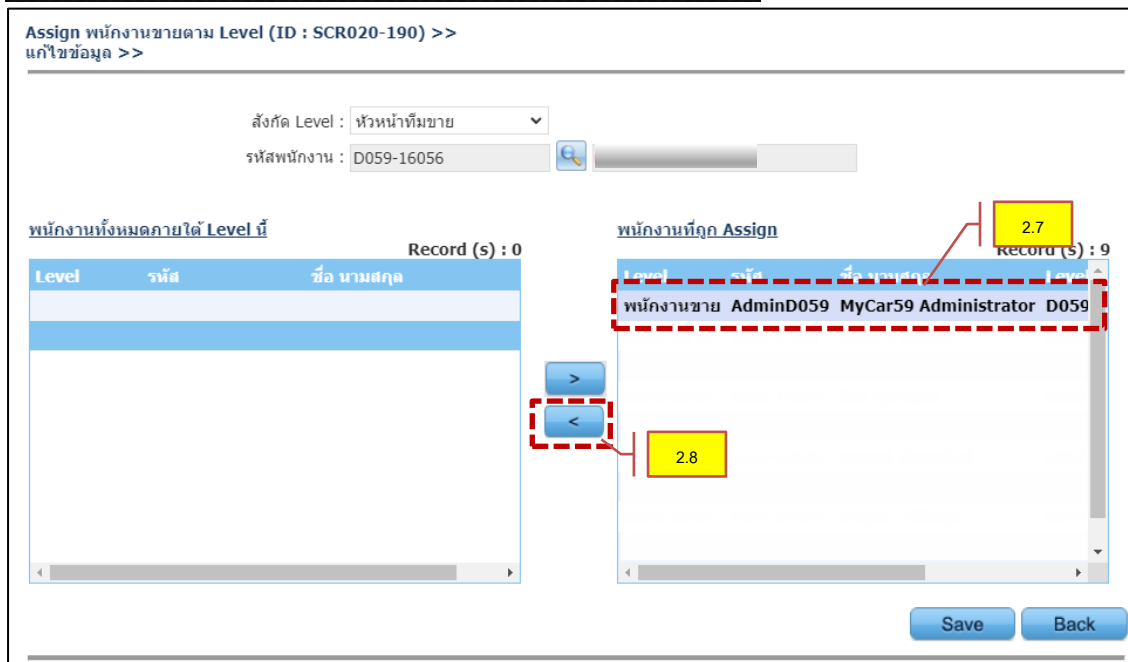 Assign พนักงานขายตาม Level (ID : SCR020-190) >>
แก้ไขข้อมูล >>
สังกัด Level : หัวหน้าทีมขาย
รหัสพนักงาน : D059-16056
พนักงานทั้งหมดภายใต้ Level นี้
Record (s) : 0
Level รหัส ชื่อ นามสกุล
พนักงานที่ถูก Assign
2.7
Record (s) : 9
Level รหัส ชื่อ นามสกุล Level
พนักงานขาย AdminD059 MyCar59 Administrator D059
>
<
2.8
Save Back